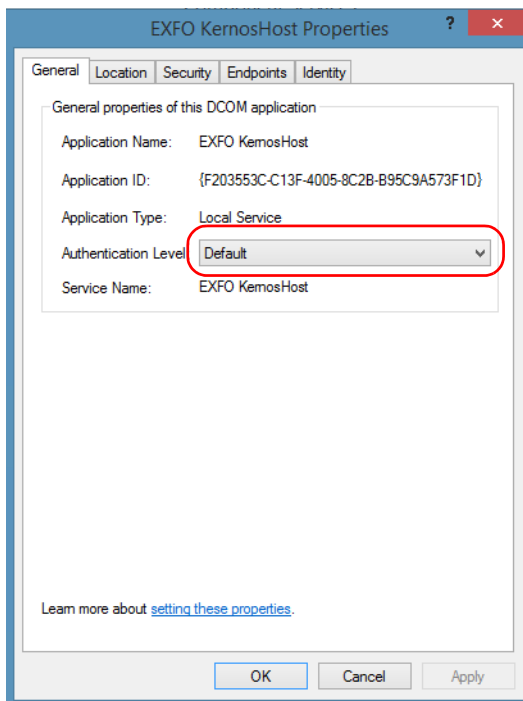 EXFO KernosHost Properties
?
General Location Security Endpoints Identity
General properties of this DCOM application
Application Name: EXFO KernosHost
Application ID: {F203553C-C13F-4005-8C2B-B95C9A573F1D}
Application Type: Local Service
Authentication Level Default
Service Name: EXFO KernosHost
Learn more about setting these properties.
OK Cancel Apply